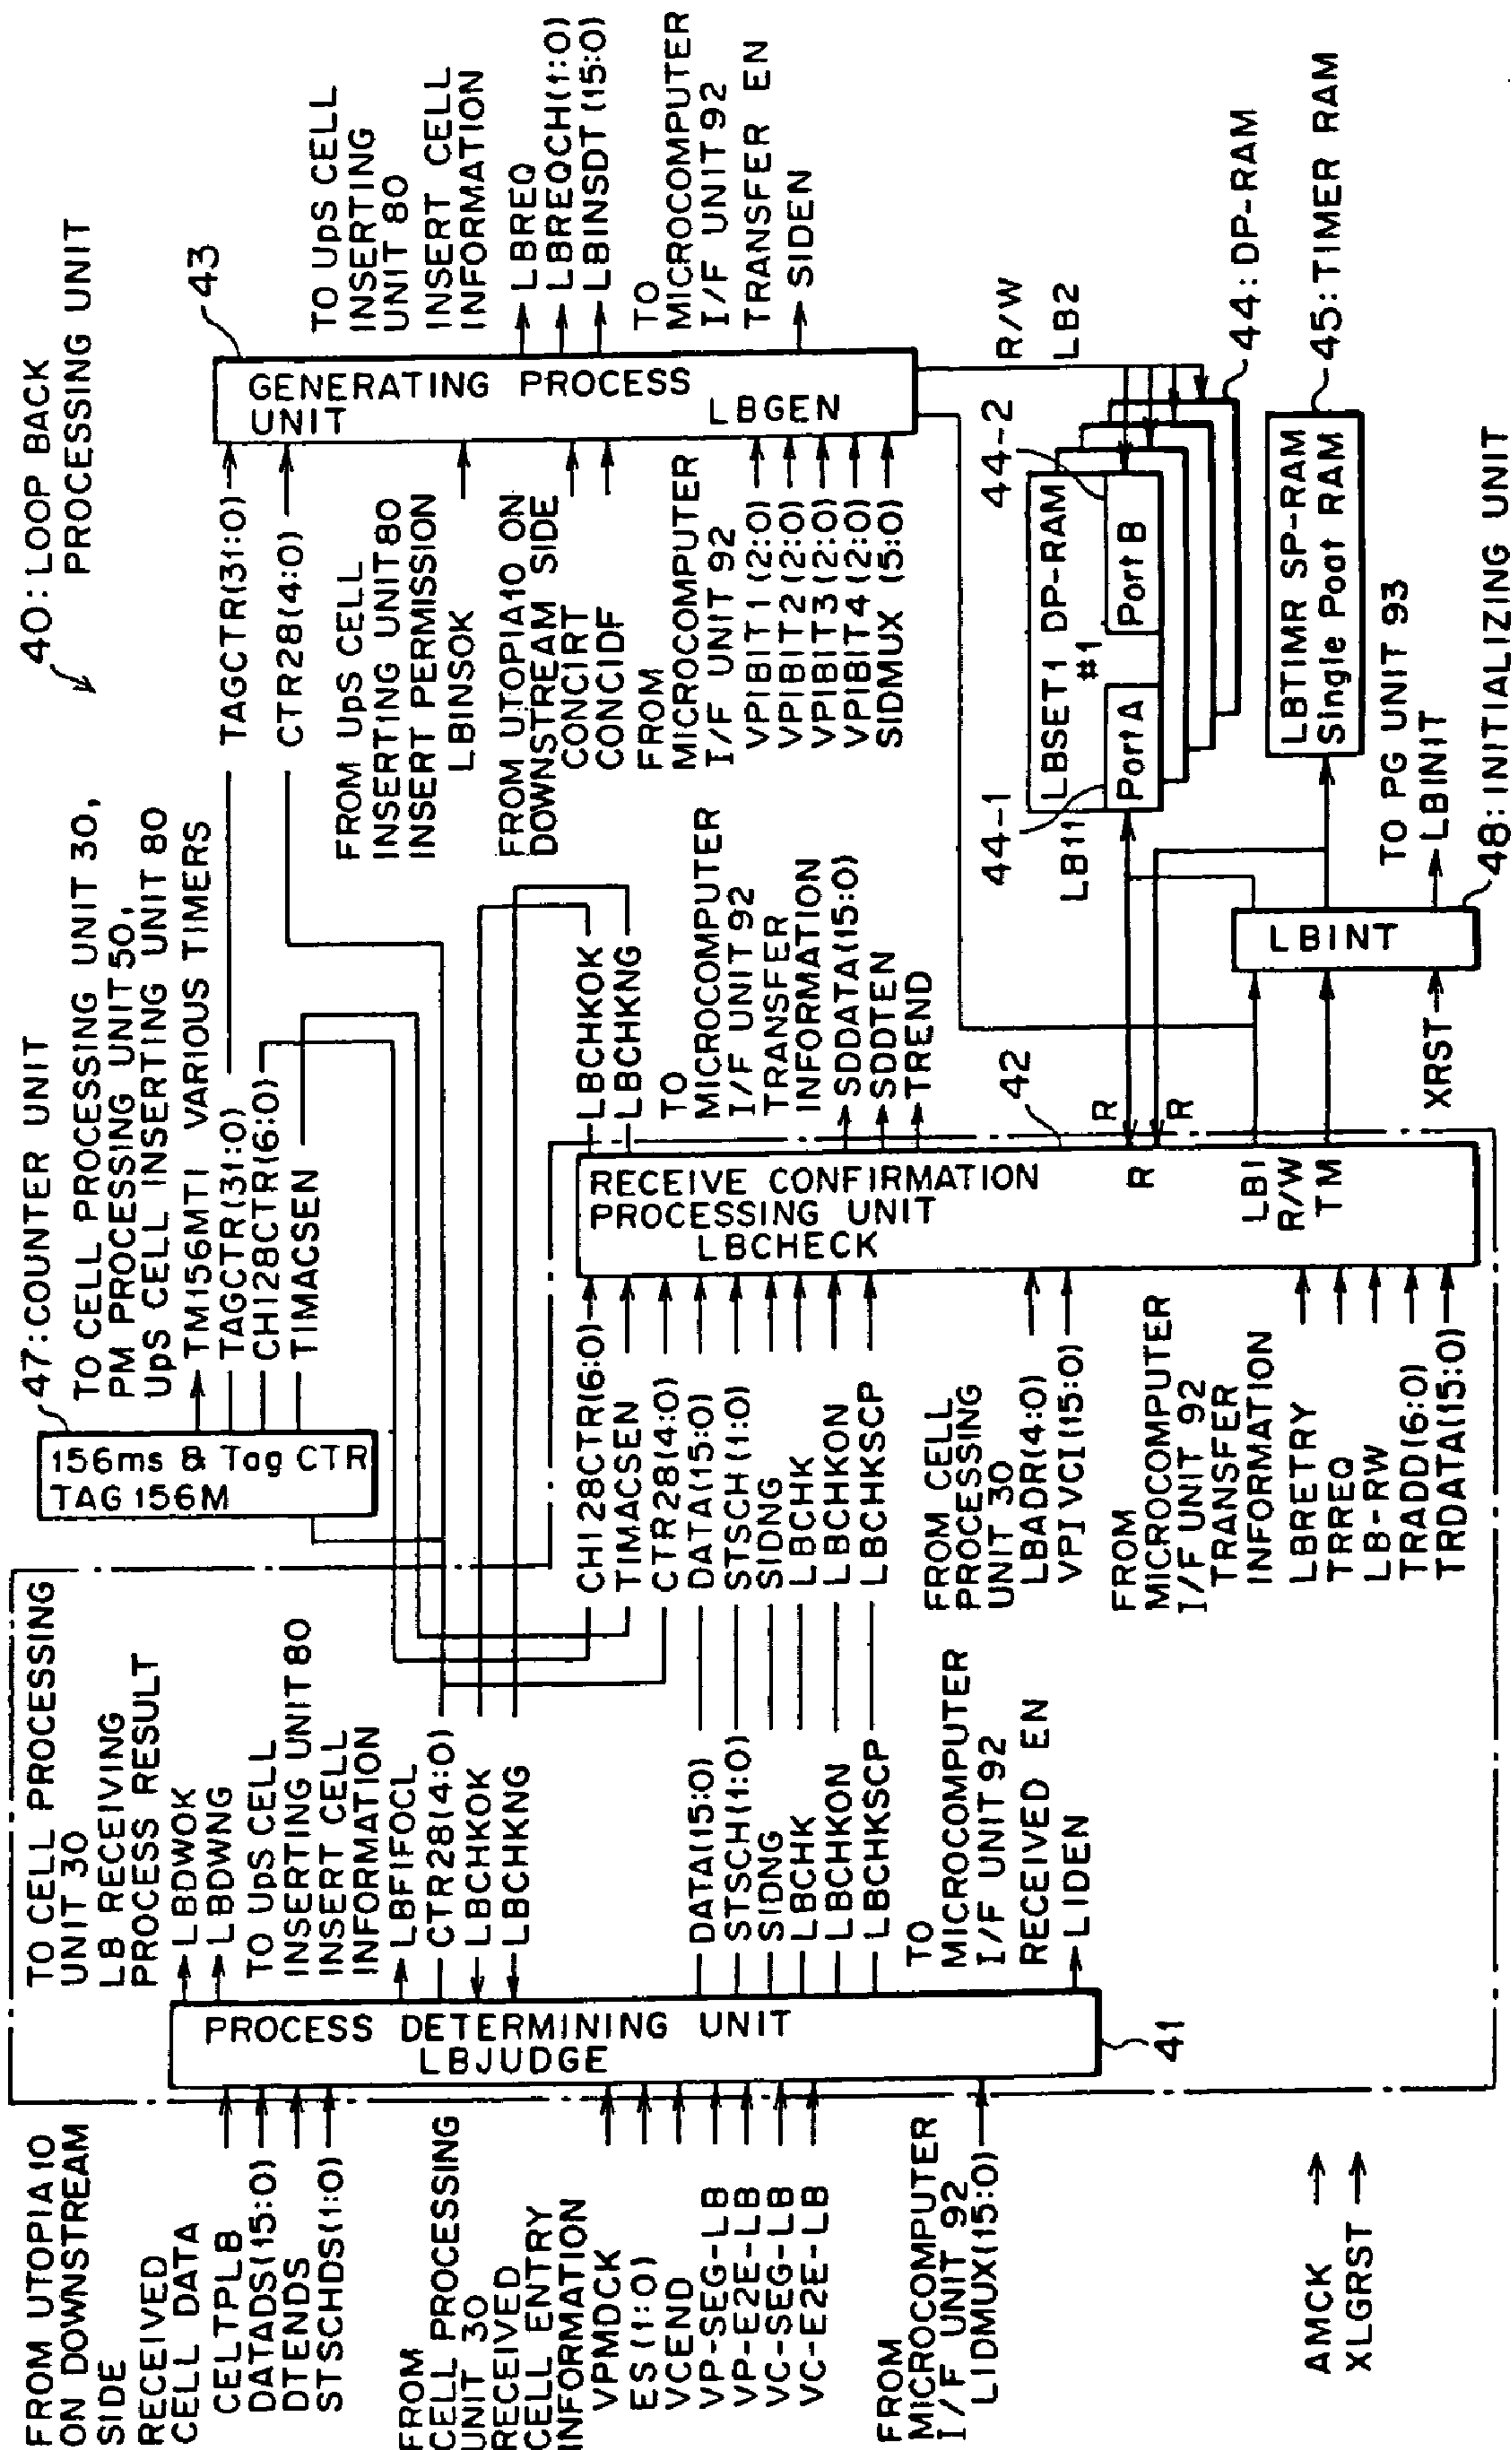 40: LOOP BACK
PROCESSING UNIT
47: COUNTER UNIT
TO CELL PROCESSING UNIT 30,
PM PROCESSING UNIT 50,
UpS CELL INSERTING UNIT 80
TM156MTI VARIOUS TIMERS
TAGCTR(31:0)
CH128CTR(6:0)
TIMACSEN
156ms & Tag CTR
TAG 156M
FROM UTOPIA 10
ON DOWNSTREAM
SIDE
RECEIVED
CELL DATA
CELTPLB
DATADS(15:0)
DTENDS
STSCHDS(1:0)
FROM
CELL PROCESSING
UNIT 30
RECEIVED
CELL ENTRY
INFORMATION
VPMDCK
ES(1:0)
VCEND
VP-SEG-LB
VP-E2E-LB
VC-SEG-LB
VC-E2E-LB
FROM
MICROCOMPUTER
I/F UNIT 92
LIDMUX(15:0)
AMCK
XLGRST
PROCESS DETERMINING UNIT
LBJUDGE
41
TO CELL PROCESSING
UNIT 30
LB RECEIVING
PROCESS RESULT
LBDWOK
LBDWNG
TO UpS CELL
INSERTING UNIT 80
INSERT CELL
INFORMATION
LBFIFOCL
CTR28(4:0)
LBCHKOK
LBCHKNG
DATA(15:0)
STSCH(1:0)
SIDNG
LBCHK
LBCHKON
LBCHKSCP
TO
MICROCOMPUTER
I/F UNIT 92
RECEIVED EN
LIDEN
CH128CTR(6:0)
TIMACSEN
CTR28(4:0)
DATA(15:0)
STSCH(1:0)
SIDNG
LBCHK
LBCHKON
LBCHKSCP
FROM CELL
PROCESSING
UNIT 30
LBADR(4:0)
VPIVCI(15:0)
FROM
MICROCOMPUTER
I/F UNIT 92
TRANSFER
INFORMATION
LBRETRY
TRREQ
LB-RW
TRADD(6:0)
TRDATA(15:0)
RECEIVE CONFIRMATION
PROCESSING UNIT
LBCHECK
R
LBI
R/W
TM
42
LBCHKOK
LBCHKNG
TO
MICROCOMPUTER
I/F UNIT 92
TRANSFER
INFORMATION
SDDATA(15:0)
SDDTEN
TREND
R
R
XRST
LBINT
48: INITIALIZING UNIT
TO PG UNIT 93
LBINIT
TAGCTR(31:0)
CTR28(4:0)
FROM UpS CELL
INSERTING UNIT 80
INSERT PERMISSION
LBINSOK
FROM UTOPIA10 ON
DOWNSTREAM SIDE
CONCIRT
CONCIDF
FROM
MICROCOMPUTER
I/F UNIT 92
VPIBIT1 (2:0)
VPIBIT2 (2:0)
VPIBIT3 (2:0)
VPIBIT4 (2:0)
SIDMUX (5:0)
GENERATING PROCESS
UNIT
LBGEN
43
TO UpS CELL
INSERTING
UNIT 80
INSERT CELL
INFORMATION
LBREQ
LBREQCH(1:0)
LBINSDT(15:0)
TO
MICROCOMPUTER
I/F UNIT 92
TRANSFER EN
SIDEN
R/W
LB2
44-1
44-2
LB11
LBSET1 DP-RAM
#1
Port A
Port B
44: DP-RAM
LBTIMR SP-RAM
Single Poat RAM
45: TIMER RAM